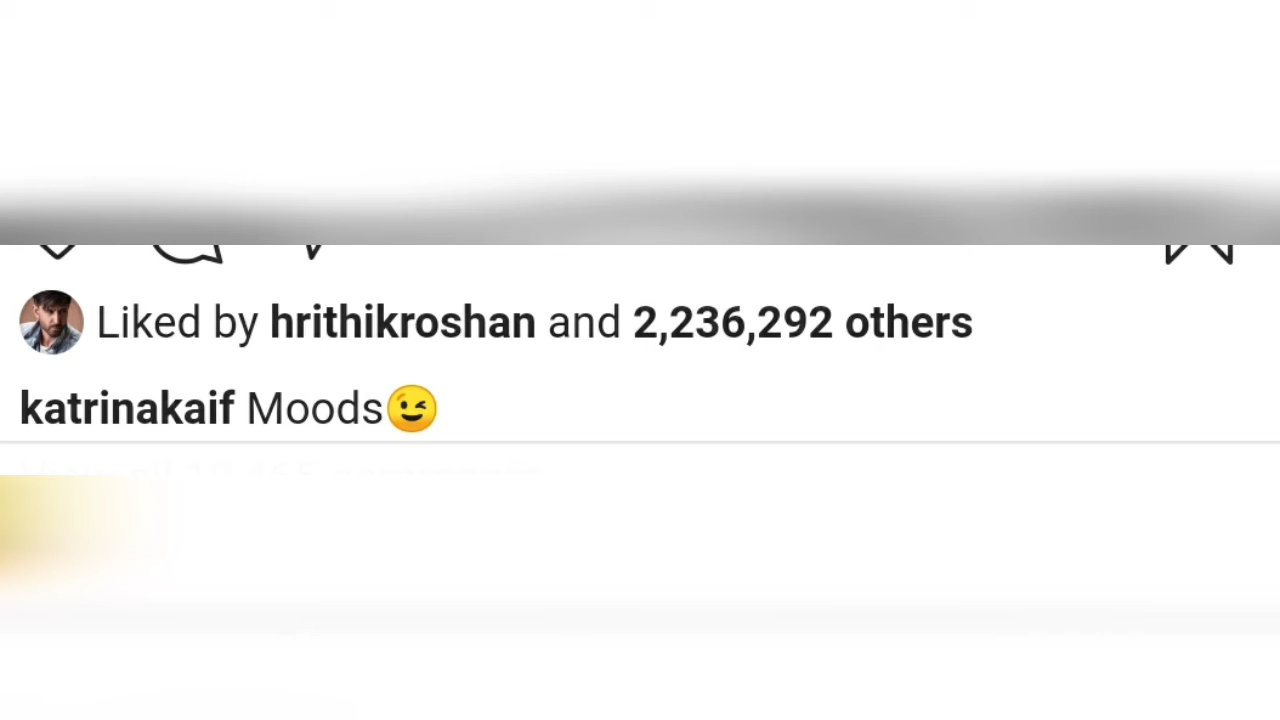 Liked by hrithikroshan and 2,236,292 others
katrinakaif Moods😉